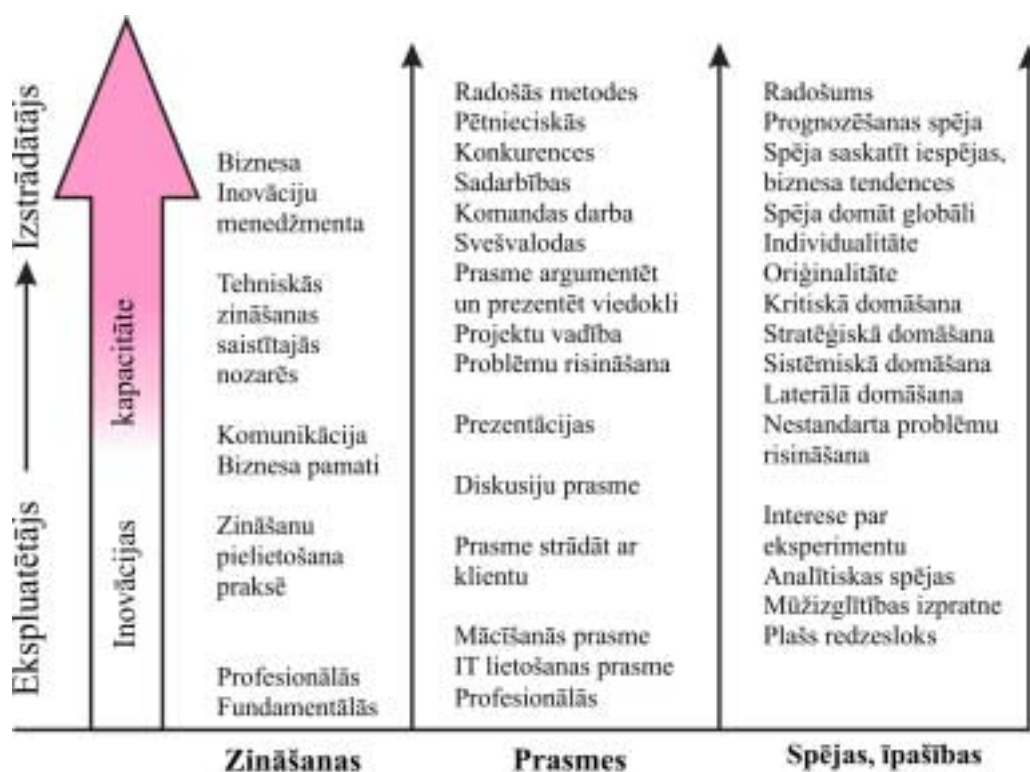 Izstrādātājs
Ekspluatētājs
kapacitāte
Inovācijas
Biznesa
Inovāciju
menedžmenta
Tehniskās
zināšanas
saistītajās
nozarēs
Komunikācija
Biznesa pamati
Zināšanu
pielietošana
praksē
Profesionālās
Fundamentālās
Zināšanas
Radošās metodes
Pētnieciskās
Konkurences
Sadarbības
Komandas darba
Svešvalodas
Prasme argumentēt
un prezentēt viedokli
Projektu vadība
Problēmu risināšana
Prezentācijas
Diskusiju prasme
Prasme strādāt ar
klientu
Mācīšanās prasme
IT lietošanas prasme
Profesionālās
Prasmes
Radošums
Prognozēšanas spēja
Spēja saskatīt iespējas,
biznesa tendences
Spēja domāt globāli
Individualitāte
Oriģinalitāte
Kritiskā domāšana
Stratēģiskā domāšana
Sistēmiskā domāšana
Laterālā domāšana
Nestandarta problēmu
risināšana
Interese par
eksperimentu
Analītiskas spējas
Mūžizglītības izpratne
Plašs redzesloks
Spējas, īpašības